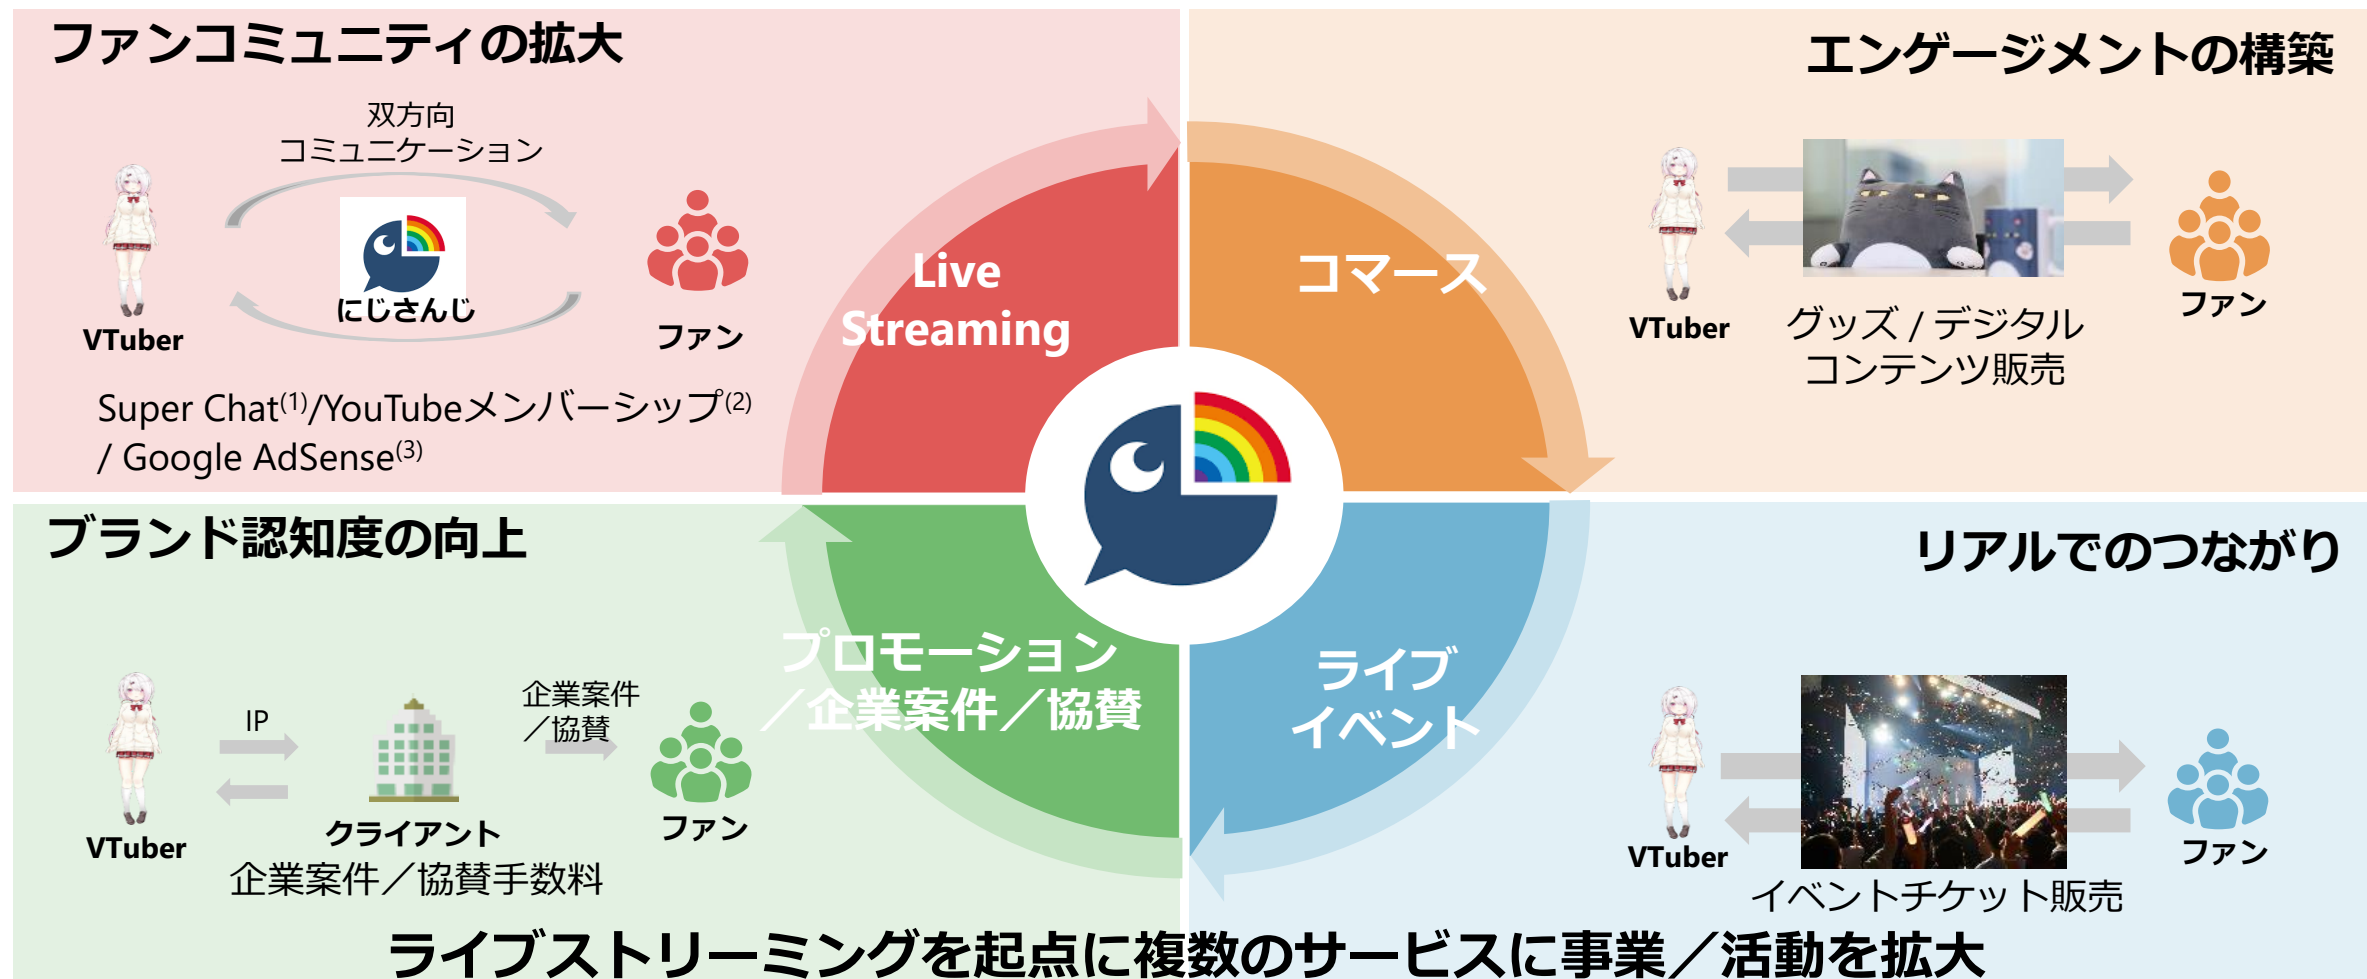 ファンコミュニティの拡大
双方向
コミュニケーション
にじさんじ
VTuber
ファン
Super Chat(1)/YouTubeメンバーシップ(2)
/ Google AdSense(3)
Live
Streaming
エンゲージメントの構築
コマース
VTuber
グッズ / デジタル
コンテンツ販売
ファン
ブランド認知度の向上
IP
企業案件
／協賛
VTuber
クライアント
ファン
企業案件／協賛手数料
プロモーション
／企業案件／協賛
リアルでのつながり
ライブ
イベント
VTuber
ファン
イベントチケット販売
ライブストリーミングを起点に複数のサービスに事業／活動を拡大